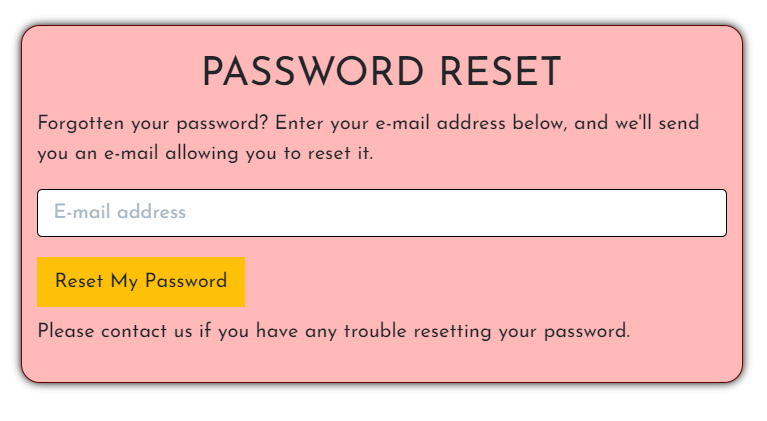 PASSWORD RESET
Forgotten your password? Enter your e-mail address below, and we'll send
you an e-mail allowing you to reset it.
E-mail address
Reset My Password
Please contact us if you have any trouble resetting your password.